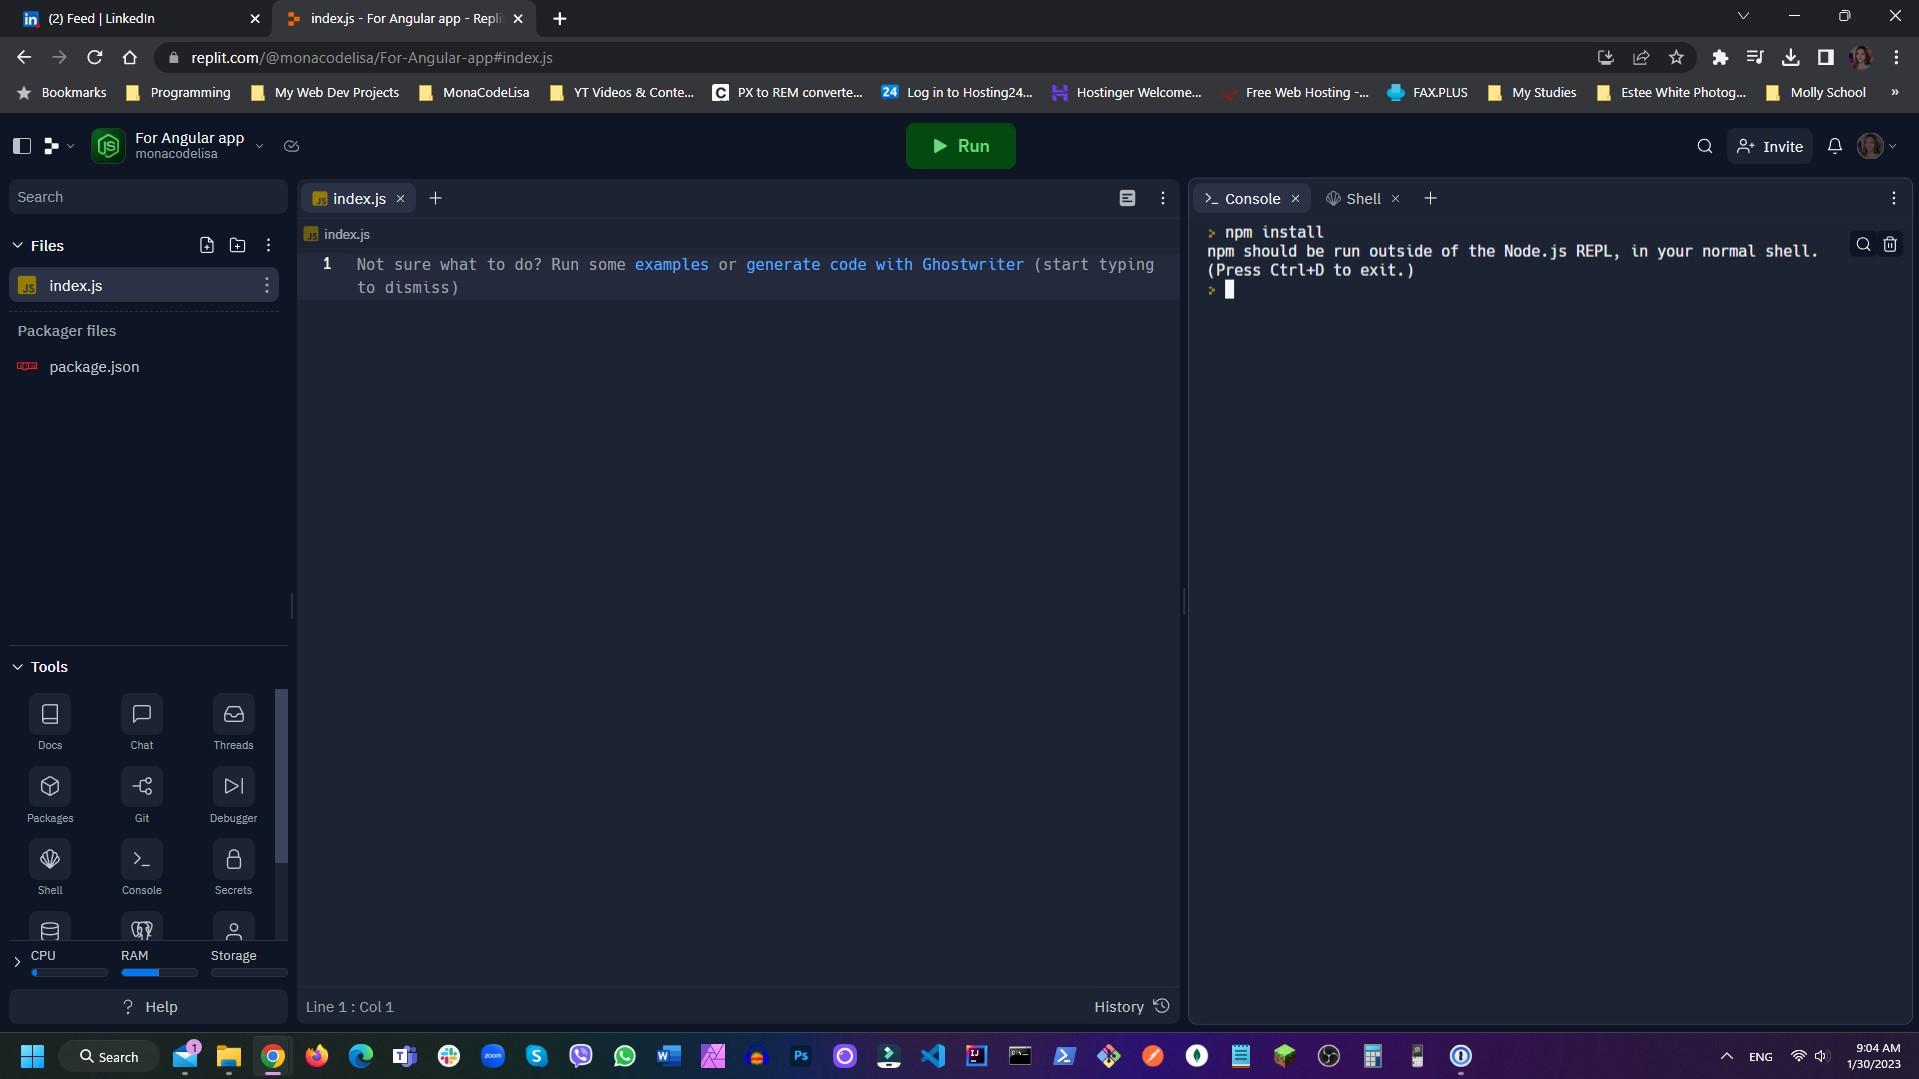 (2) Feed | LinkedIn
index.js - For Angular app - Repli
replit.com/@monacodelisa/For-Angular-app#index.js
Bookmarks
Programming
My Web Dev Projects
MonaCodeLisa
YT Videos & Conte...
PX to REM converte...
Log in to Hosting24...
Hostinger Welcome...
Free Web Hosting -...
FAX.PLUS
My Studies
Estee White Photog...
Molly School
»
For Angular app
monacodelisa
Run
Invite
Search
Files
index.js
Packager files
package.json
Tools
Docs
Chat
Threads
Packages
Git
Debugger
Shell
Console
Secrets
CPU
RAM
Storage
? Help
index.js
index.js
1 Not sure what to do? Run some examples or generate code with Ghostwriter (start typing
to dismiss)
Line 1 : Col 1
History
Console
Shell
> npm install
npm should be run outside of the Node.js REPL, in your normal shell.
(Press Ctrl+D to exit.)
>
Search
1
ENG
9:04 AM
1/30/2023